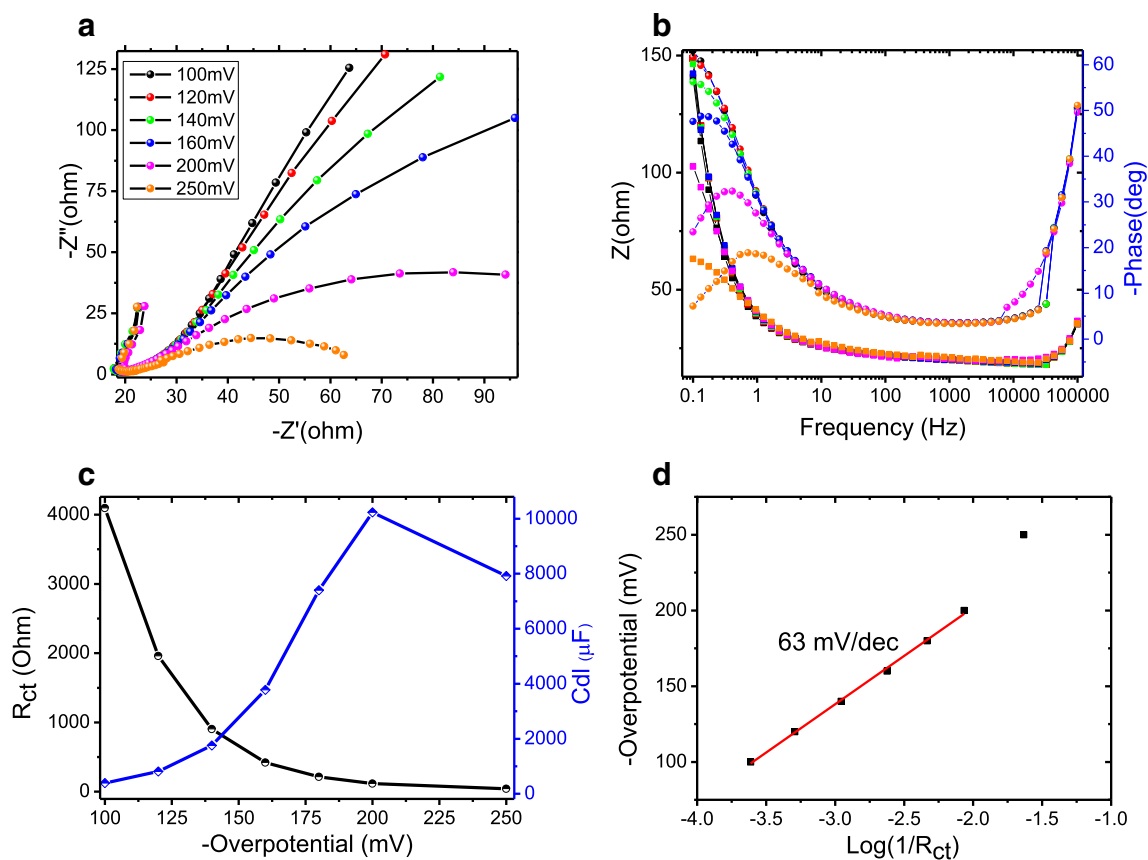 a
125
100
75
50
25
0
-Z''(ohm)
100mV
120mV
140mV
160mV
200mV
250mV
20 30 40 50 60 70 80 90
-Z'(ohm)
b
150
100
50
Z(ohm)
60
50
40
30
20
10
0
-Phase(deg)
0.1 1 10 100 1000 10000 100000
Frequency (Hz)
c
4000
3000
2000
1000
0
Rct (Ohm)
10000
8000
6000
4000
2000
0
Cdl (μF)
100 125 150 175 200 225 250
-Overpotential (mV)
d
250
200
150
100
-Overpotential (mV)
63 mV/dec
-4.0 -3.5 -3.0 -2.5 -2.0 -1.5 -1.0
Log(1/Rct)